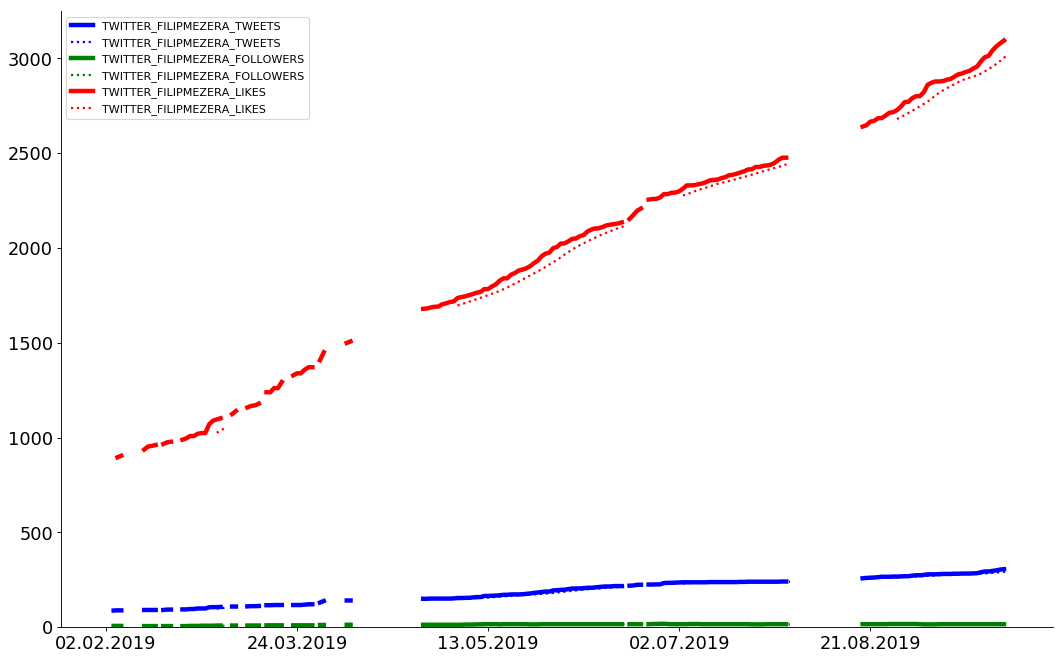 TWITTER_FILIPMEZERA_TWEETS
TWITTER_FILIPMEZERA_TWEETS
TWITTER_FILIPMEZERA_FOLLOWERS
TWITTER_FILIPMEZERA_FOLLOWERS
TWITTER_FILIPMEZERA_LIKES
TWITTER_FILIPMEZERA_LIKES
3000
2500
2000
1500
1000
500
0
02.02.2019 24.03.2019 13.05.2019 02.07.2019 21.08.2019